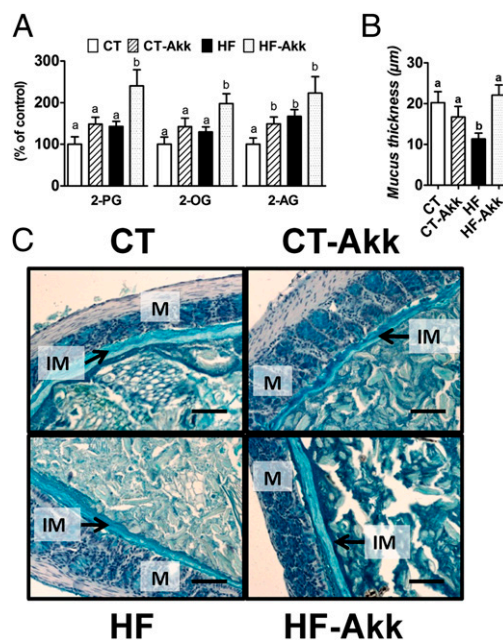 A
CT CT-Akk HF HF-Akk
(% of control)
300
200
100
0
a a a b
a a a b
a b b b
2-PG 2-OG 2-AG
B
Mucus thickness (µm)
30
20
10
0
a a b a
CT CT-Akk HF HF-Akk
C
CT CT-Akk
M
IM
IM
M
M
IM
IM
M
HF HF-Akk